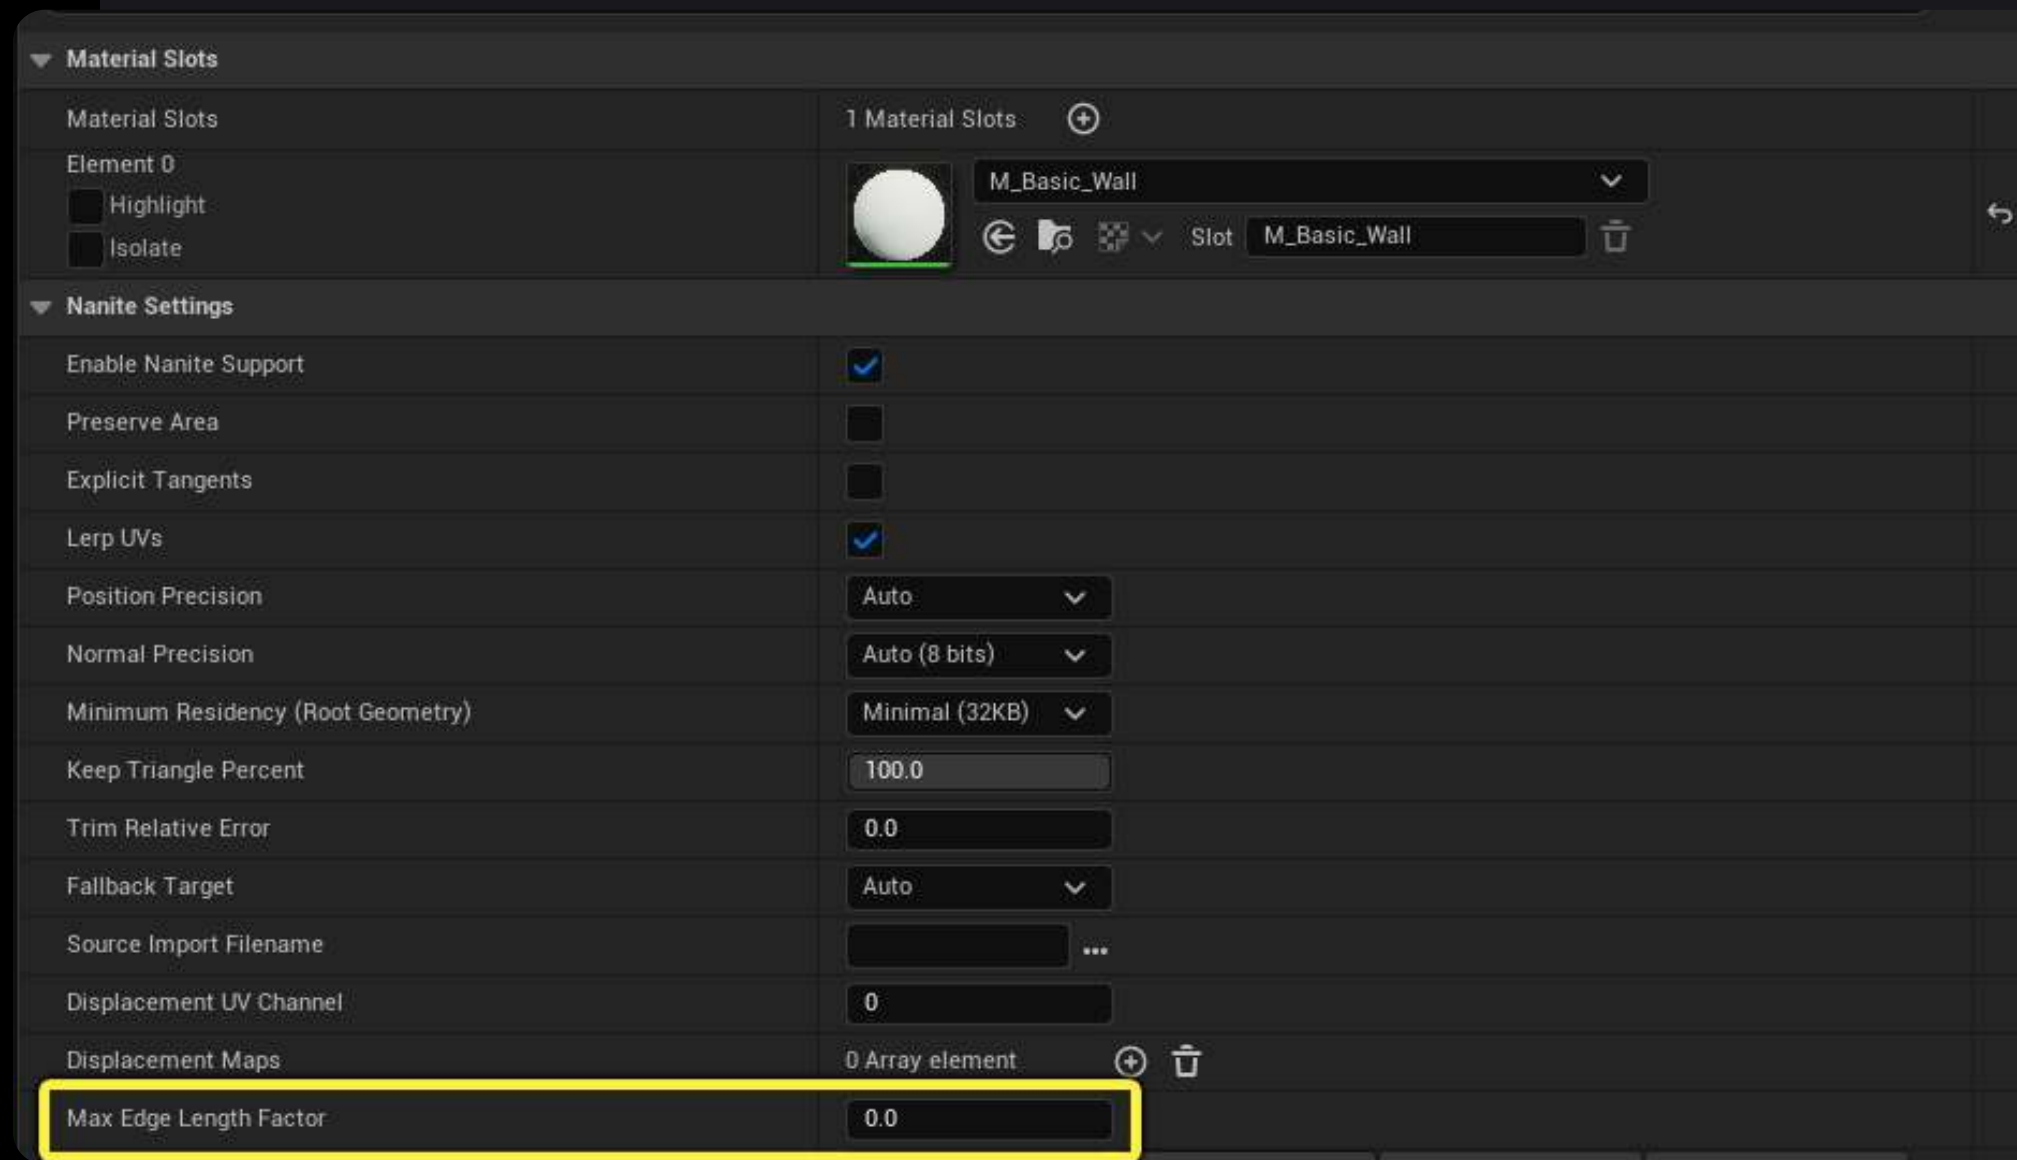 Material Slots
Material Slots
1 Material Slots
Element 0
Highlight
Isolate
M_Basic_Wall
Slot
M_Basic_Wall
Nanite Settings
Enable Nanite Support
Preserve Area
Explicit Tangents
Lerp UVs
Position Precision
Auto
Normal Precision
Auto (8 bits)
Minimum Residency (Root Geometry)
Minimal (32KB)
Keep Triangle Percent
100.0
Trim Relative Error
0.0
Fallback Target
Auto
Source Import Filename
Displacement UV Channel
0
Displacement Maps
0 Array element
Max Edge Length Factor
0.0